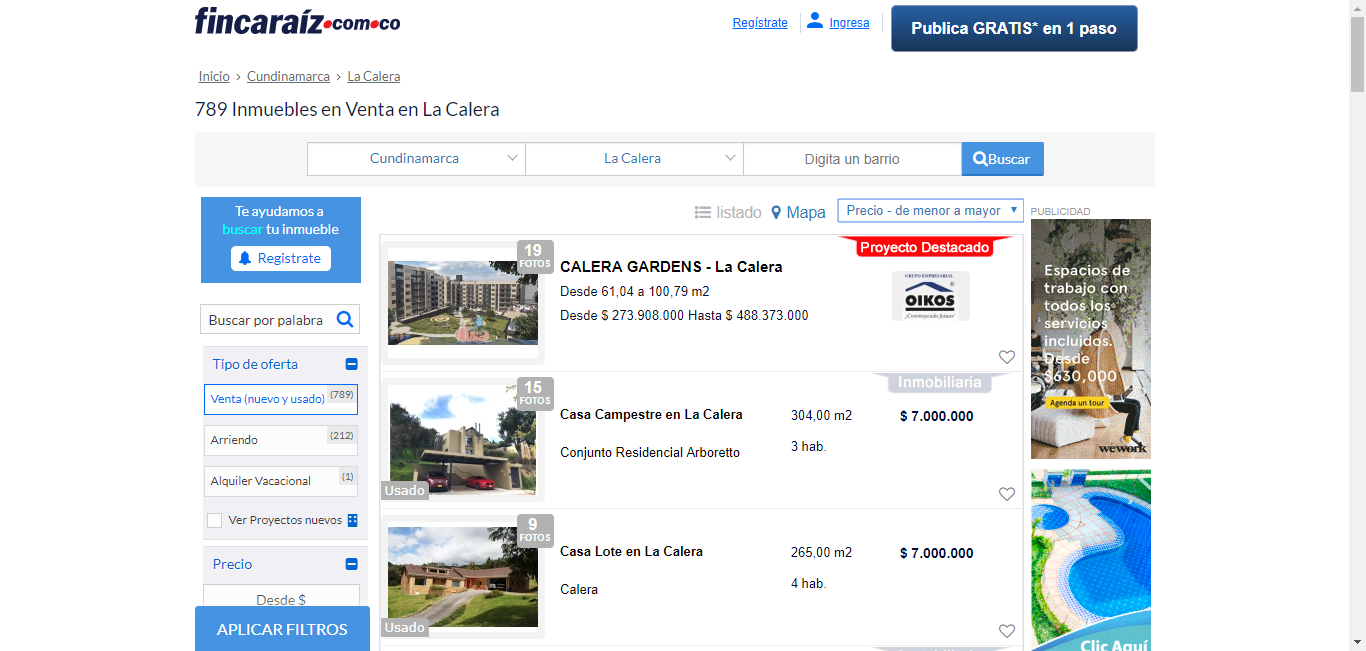 fincaraíz.com.co
Regístrate
Ingresa
Publica GRATIS* en 1 paso
Inicio › Cundinamarca › La Calera
789 Inmuebles en Venta en La Calera
Cundinamarca
La Calera
Digita un barrio
Buscar
Te ayudamos a
buscar tu inmueble
Registrate
listado
Mapa
Precio - de menor a mayor
PUBLICIDAD
Buscar por palabra
Tipo de oferta
Venta (nuevo y usado) (789)
Arriendo (212)
Alquiler Vacacional (1)
Ver Proyectos nuevos
Precio
Desde $
APLICAR FILTROS
19
FOTOS
CALERA GARDENS - La Calera
Desde 61,04 a 100,79 m2
Desde $ 273.908.000 Hasta $ 488.373.000
Proyecto Destacado
GRUPO EMPRESARIAL
OIKOS
¡Construyendo futuro!
15
FOTOS
Usado
Casa Campestre en La Calera
Conjunto Residencial Arboretto
304,00 m2
3 hab.
Inmobiliaria
$ 7.000.000
9
FOTOS
Usado
Casa Lote en La Calera
Calera
265,00 m2
4 hab.
$ 7.000.000
Espacios de
trabajo con
todos los
servicios
incluidos.
Desde
$630,000
Agenda un tour
wework
Clic Aquí